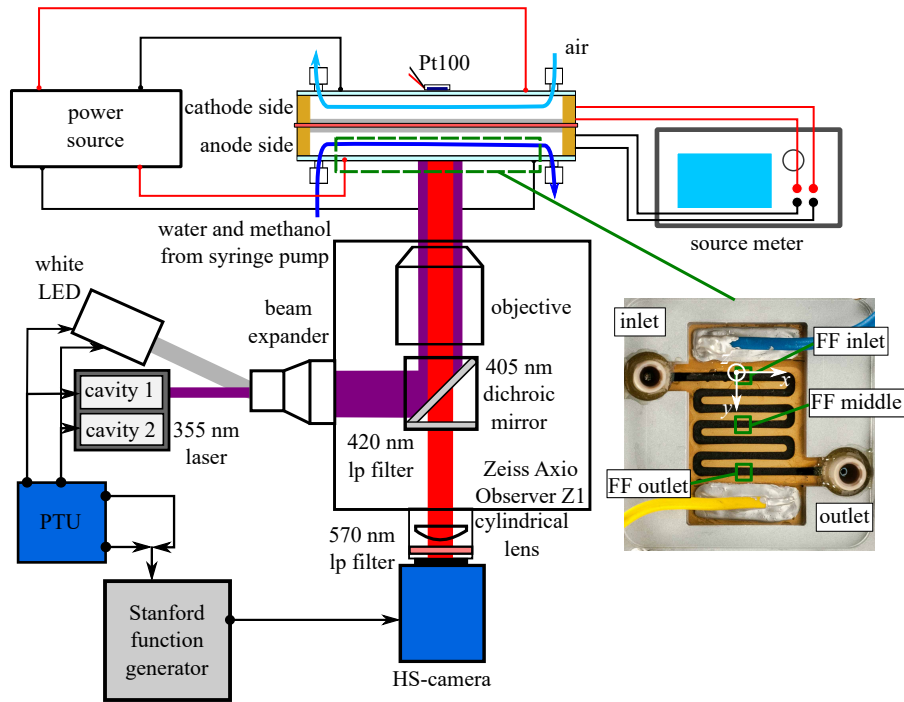 Pt100
air
power
source
cathode side
anode side
water and methanol
from syringe pump
source meter
white
LED
beam
expander
objective
inlet
FF inlet
cavity 1
cavity 2
355 nm
laser
405 nm
dichroic
mirror
z
x
y
FF middle
420 nm
lp filter
Zeiss Axio
Observer Z1
FF outlet
outlet
PTU
570 nm
lp filter
cylindrical
lens
Stanford
function
generator
HS-camera